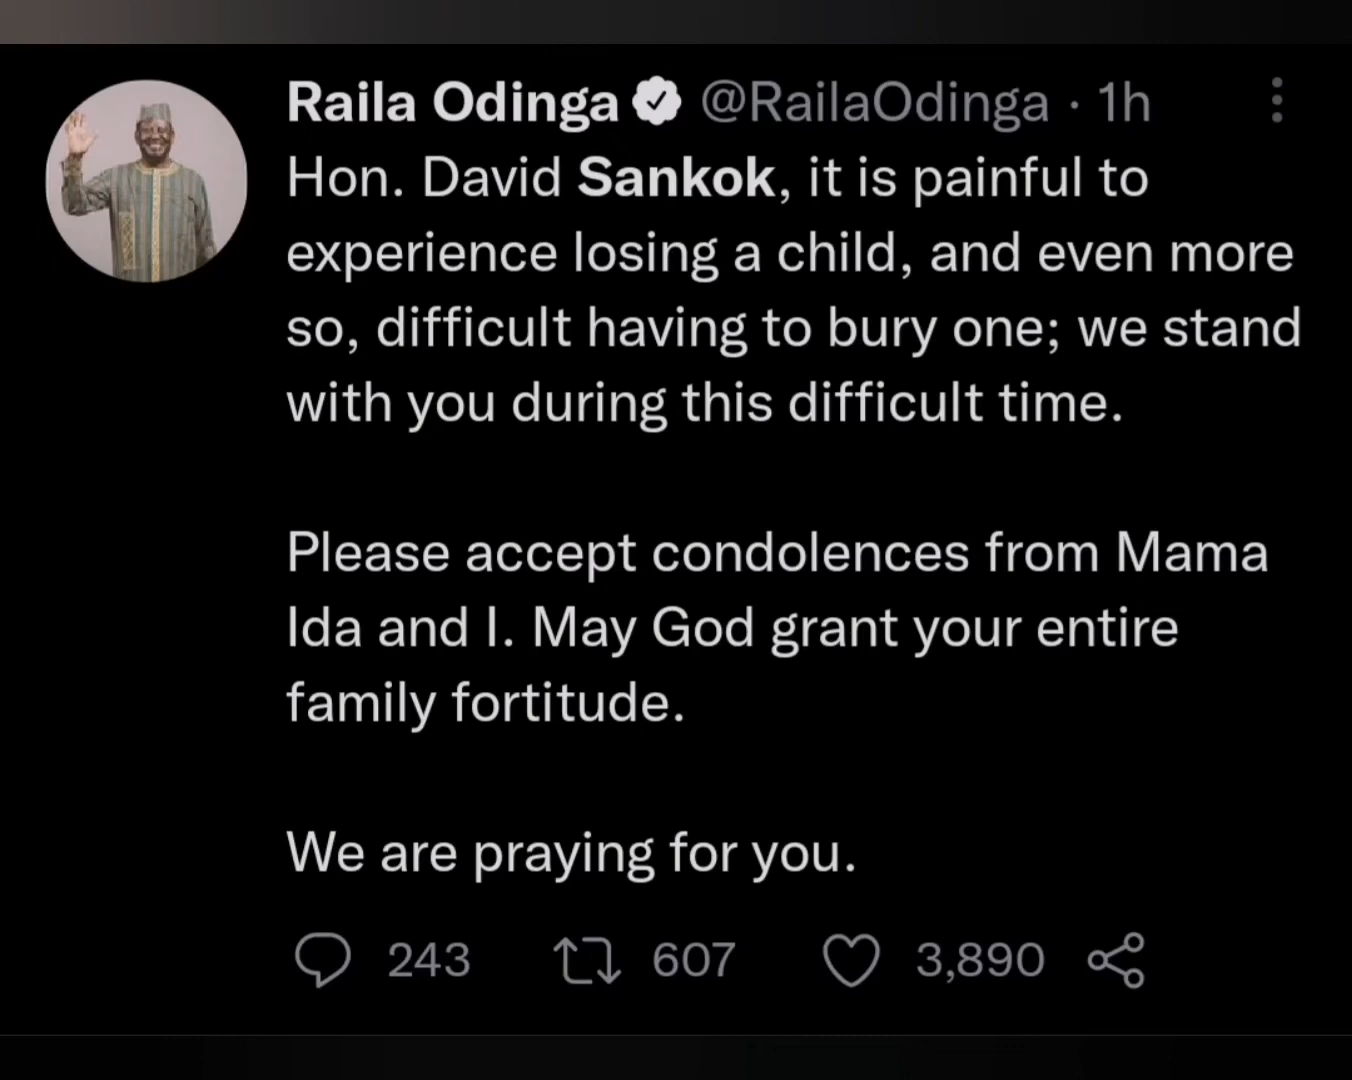 Raila Odinga @RailaOdinga · 1h
Hon. David Sankok, it is painful to
experience losing a child, and even more
so, difficult having to bury one; we stand
with you during this difficult time.
Please accept condolences from Mama
Ida and I. May God grant your entire
family fortitude.
We are praying for you.
243 607 3,890